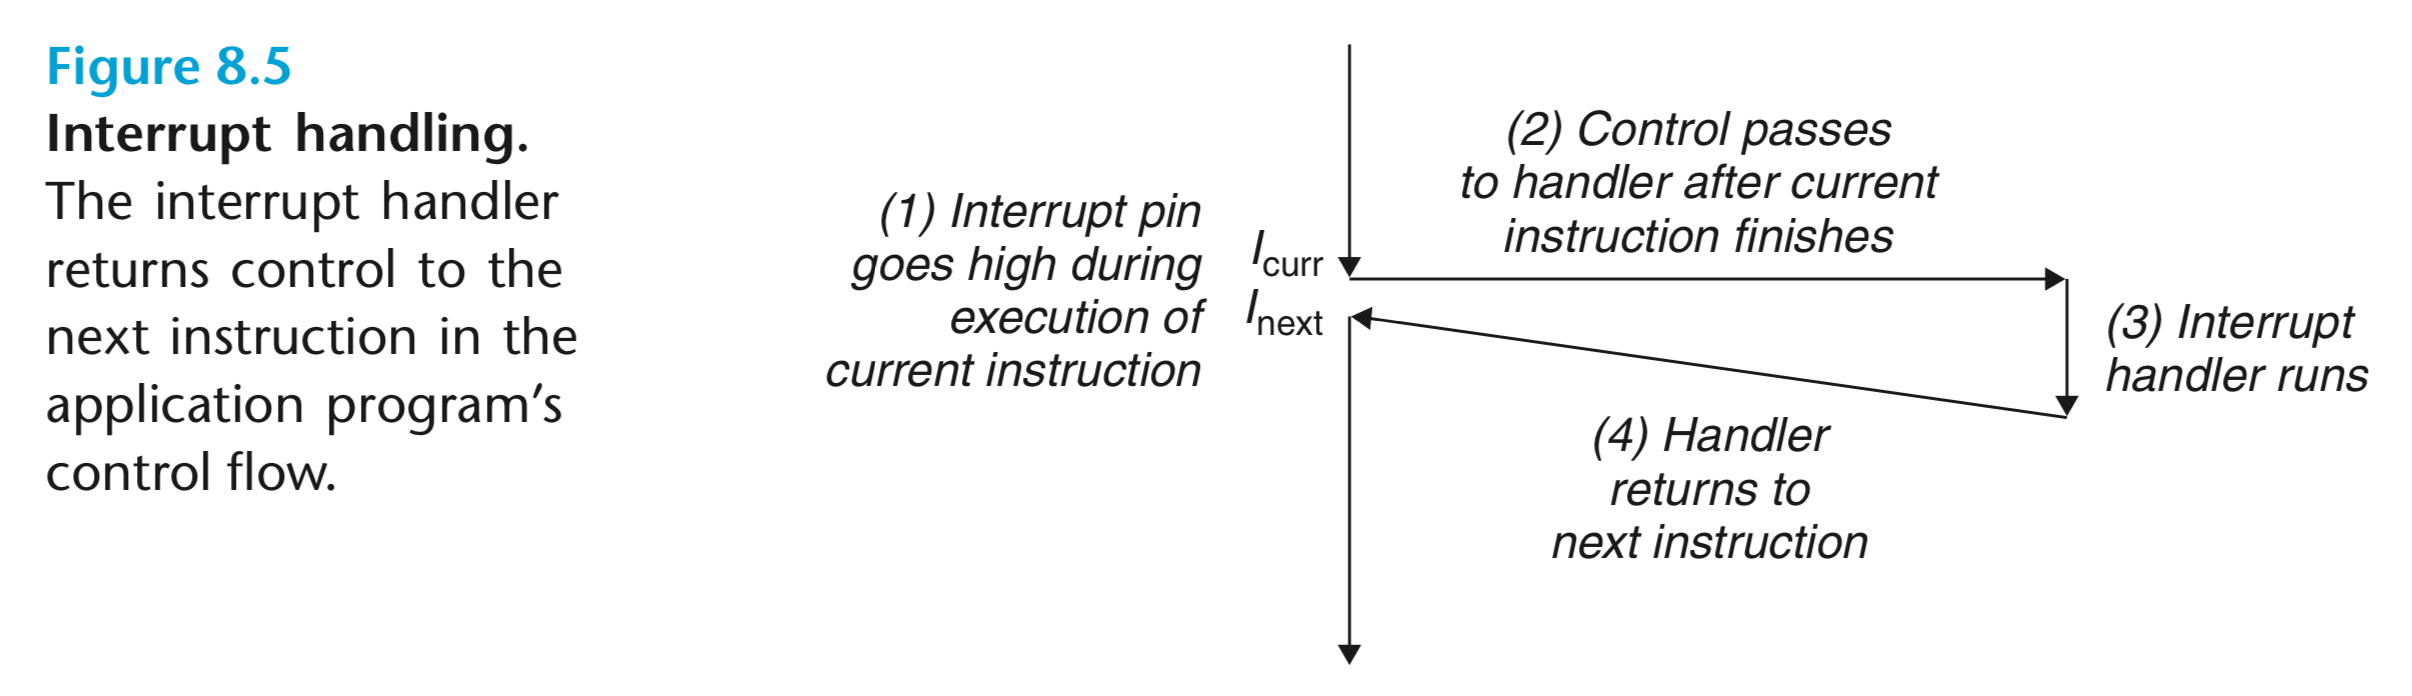 Figure 8.5
Interrupt handling.
The interrupt handler
returns control to the
next instruction in the
application program’s
control flow.
(1) Interrupt pin
goes high during
execution of
current instruction
I curr
I next
(2) Control passes
to handler after current
instruction finishes
(3) Interrupt
handler runs
(4) Handler
returns to
next instruction